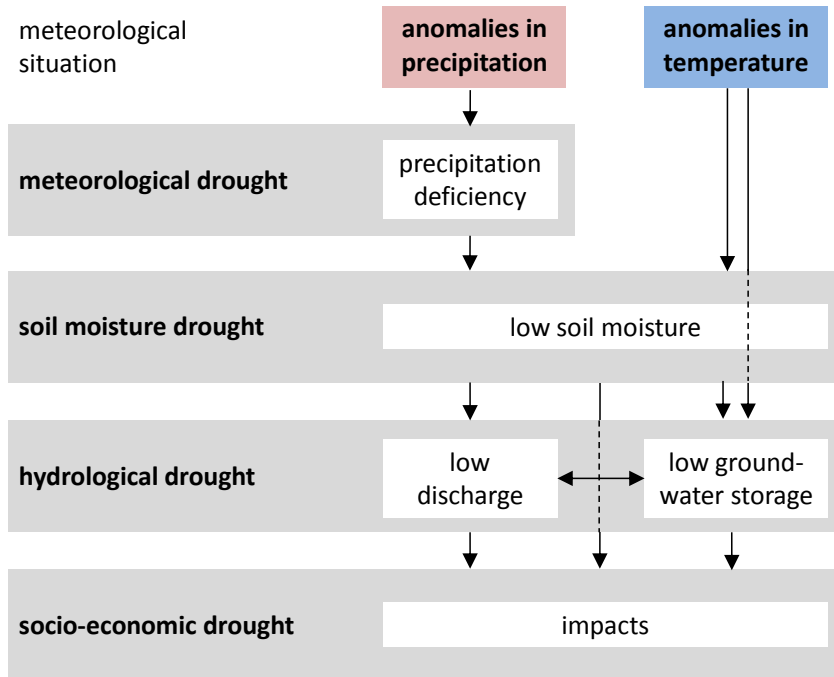 meteorological
situation
anomalies in
precipitation
anomalies in
temperature
meteorological drought
precipitation
deficiency
soil moisture drought
low soil moisture
hydrological drought
low
discharge
low ground-
water storage
socio-economic drought
impacts